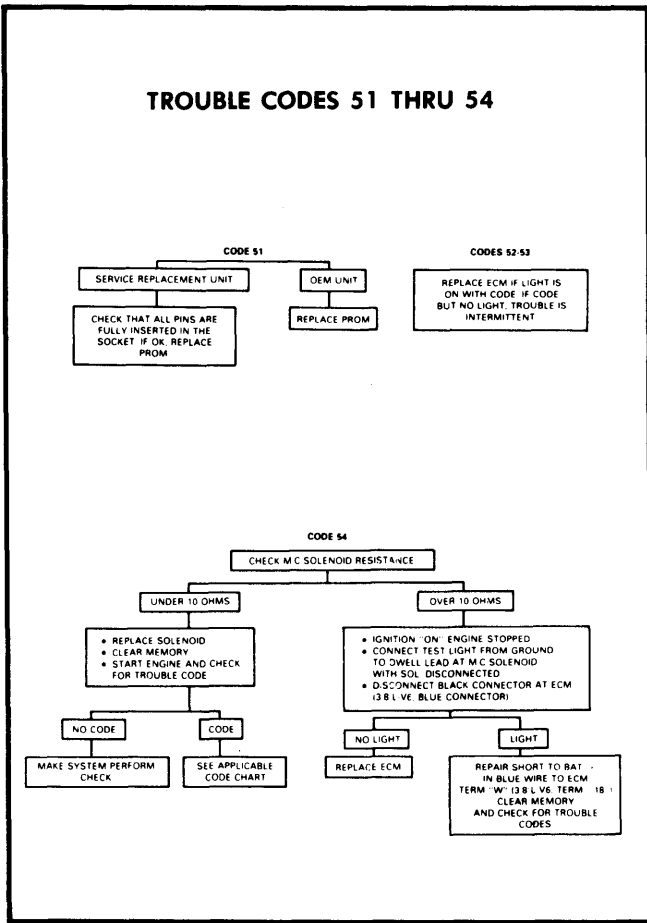 TROUBLE CODES 51 THRU 54
CODE 51
SERVICE REPLACEMENT UNIT
OEM UNIT
CHECK THAT ALL PINS ARE
FULLY INSERTED IN THE
SOCKET IF OK, REPLACE
PROM
REPLACE PROM
CODES 52-53
REPLACE ECM IF LIGHT IS
ON WITH CODE IF CODE
BUT NO LIGHT, TROUBLE IS
INTERMITTENT
CODE 54
CHECK M C SOLENOID RESISTANCE
UNDER 10 OHMS
OVER 10 OHMS
• REPLACE SOLENOID
• CLEAR MEMORY
• START ENGINE AND CHECK
FOR TROUBLE CODE
• IGNITION "ON" ENGINE STOPPED
• CONNECT TEST LIGHT FROM GROUND
TO DWELL LEAD AT M C SOLENOID
WITH SOL DISCONNECTED
• DISCONNECT BLACK CONNECTOR AT ECM
(3 8 L-V6, BLUE CONNECTOR)
NO CODE
CODE
NO LIGHT
LIGHT
MAKE SYSTEM PERFORM
CHECK
SEE APPLICABLE
CODE CHART
REPLACE ECM
REPAIR SHORT TO BAT
IN BLUE WIRE TO ECM
TERM "W" (3 8 L V6, TERM 18)
CLEAR MEMORY
AND CHECK FOR TROUBLE
CODES